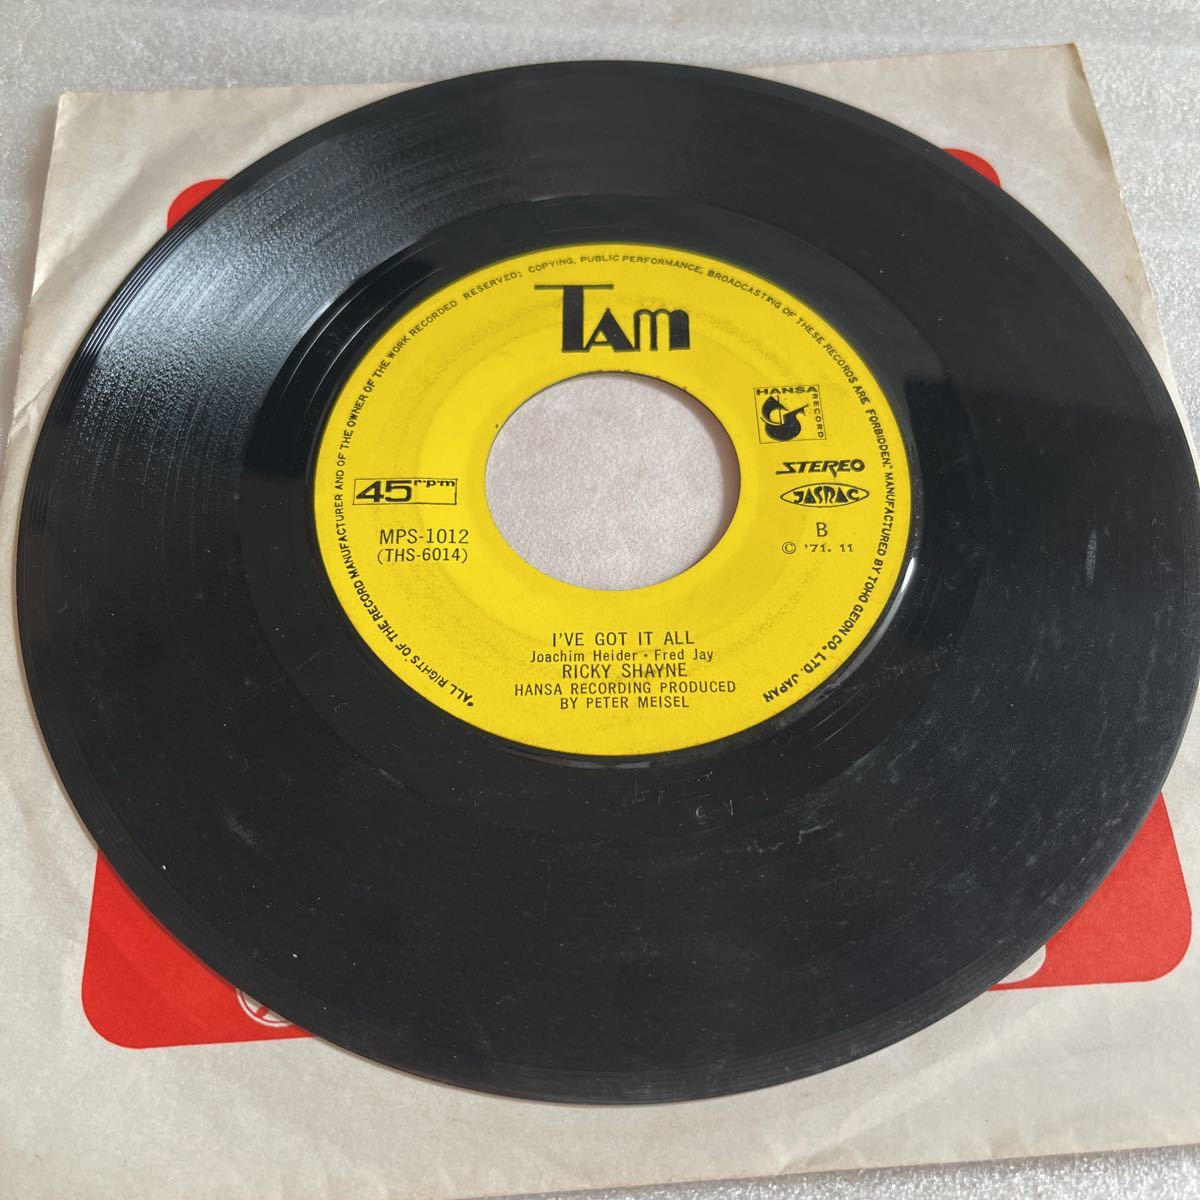 *ALL RIGHTS OF THE RECORD MANUFACTURER AND OF THE OWNER OF THE WORK RECORDED RESERVED; COPYING, PUBLIC PERFORMANCE, BROADCASTING OF THESE RECORDS ARE FORBIDDEN," MANUFACTURED BY TOHO GEION CO. LTD. JAPAN
TAM
HANSA
RECORD
STEREO
JASRAC
45 rpm
MPS-1012
(THS-6014)
B
© '71. 11
I'VE GOT IT ALL
Joachim Heider • Fred Jay
RICKY SHAYNE
HANSA RECORDING PRODUCED
BY PETER MEISEL